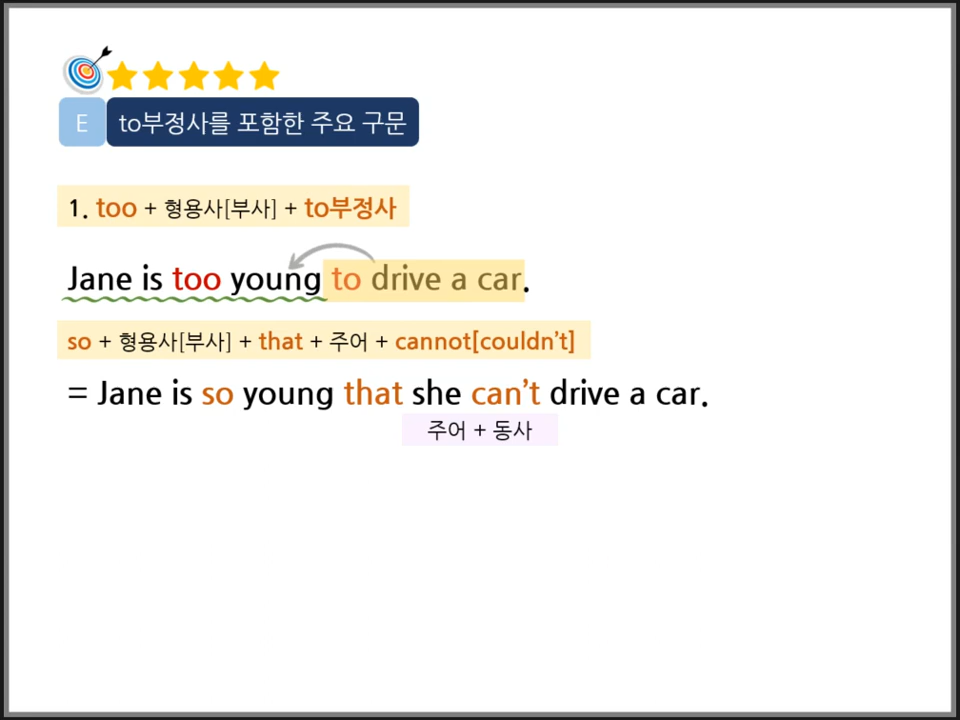 E to부정사를 포함한 주요 구문
1. too + 형용사[부사] + to부정사
Jane is too young to drive a car.
so + 형용사[부사] + that + 주어 + cannot[couldn't]
= Jane is so young that she can't drive a car.
주어 + 동사